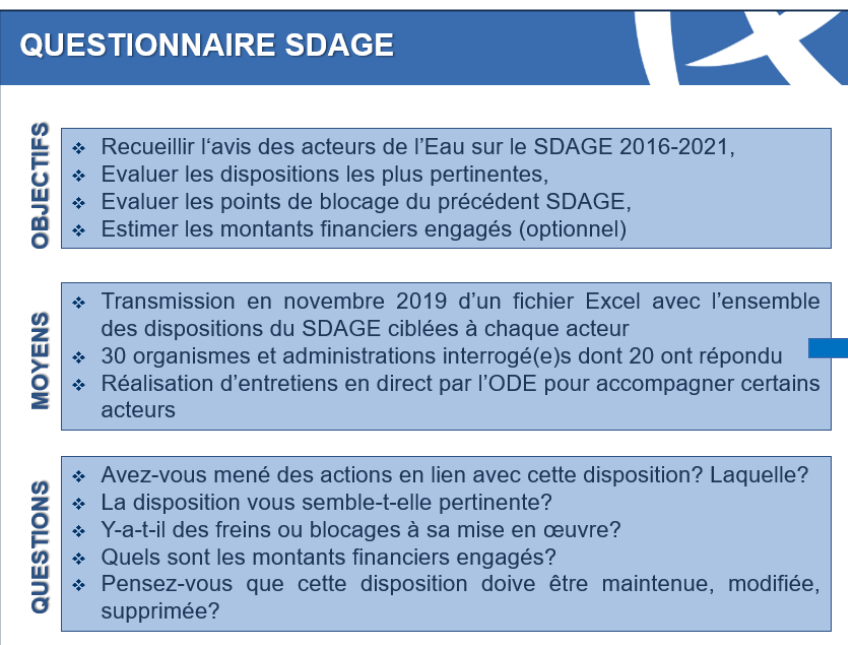 QUESTIONNAIRE SDAGE
OBJECTIFS
❖ Recueillir l‘avis des acteurs de l’Eau sur le SDAGE 2016-2021,
❖ Evaluer les dispositions les plus pertinentes,
❖ Evaluer les points de blocage du précédent SDAGE,
❖ Estimer les montants financiers engagés (optionnel)
MOYENS
❖ Transmission en novembre 2019 d’un fichier Excel avec l’ensemble
des dispositions du SDAGE ciblées à chaque acteur
❖ 30 organismes et administrations interrogé(e)s dont 20 ont répondu
❖ Réalisation d’entretiens en direct par l’ODE pour accompagner certains
acteurs
QUESTIONS
❖ Avez-vous mené des actions en lien avec cette disposition? Laquelle?
❖ La disposition vous semble-t-elle pertinente?
❖ Y-a-t-il des freins ou blocages à sa mise en œuvre?
❖ Quels sont les montants financiers engagés?
❖ Pensez-vous que cette disposition doive être maintenue, modifiée,
supprimée?